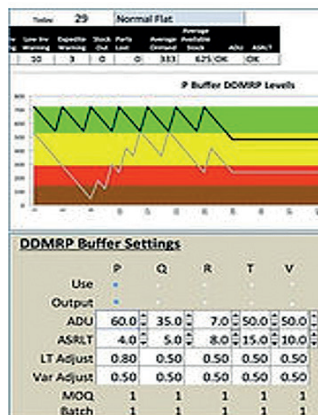 Today 29 Normal Flat
Low Inv Warning Expedite Warning Stock Out Parts Lost Average Demand Average Available Stock ADU ASRLT
10 3 0 0 333 625 OK OK
P Buffer DDMRP Levels
800
700
600
500
400
300
200
100
0
DDMRP Buffer Settings
P Q R T V
Use
Output
ADU 60.0 35.0 7.0 50.0 50.0
ASRLT 4.0 5.0 8.0 15.0 10.0
LT Adjust 0.80 0.50 0.50 0.50 0.50
Var Adjust 0.50 0.50 0.50 0.50 0.50
MOQ 1 1 1 1 1
Batch 1 1 1 1 1